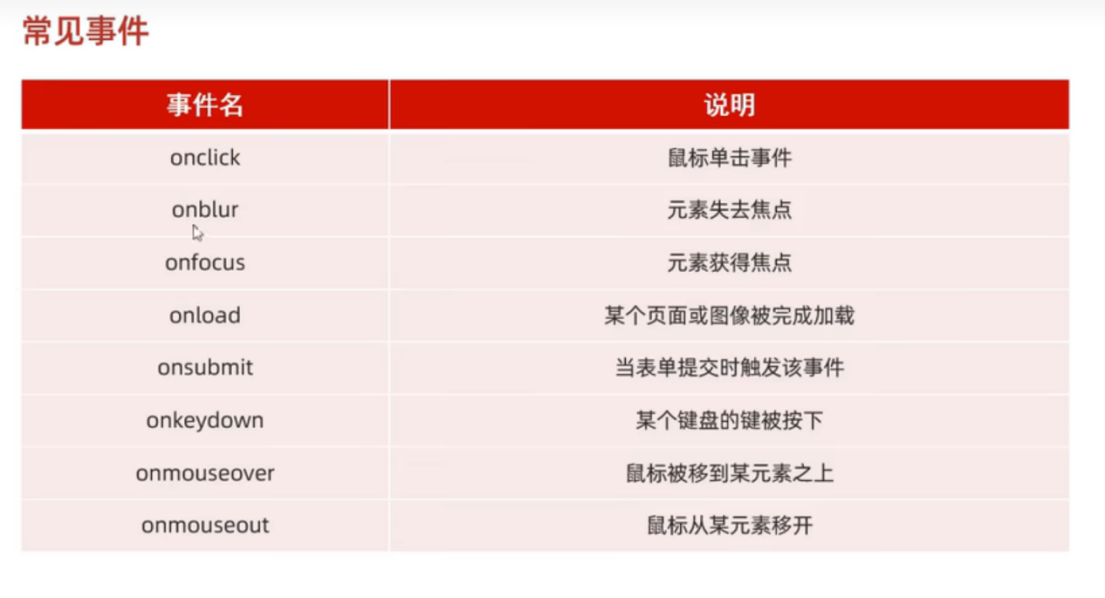 常见事件
事件名 说明
onclick 鼠标单击事件
onblur 元素失去焦点
onfocus 元素获得焦点
onload 某个页面或图像被完成加载
onsubmit 当表单提交时触发该事件
onkeydown 某个键盘的键被按下
onmouseover 鼠标被移到某元素之上
onmouseout 鼠标从某元素移开